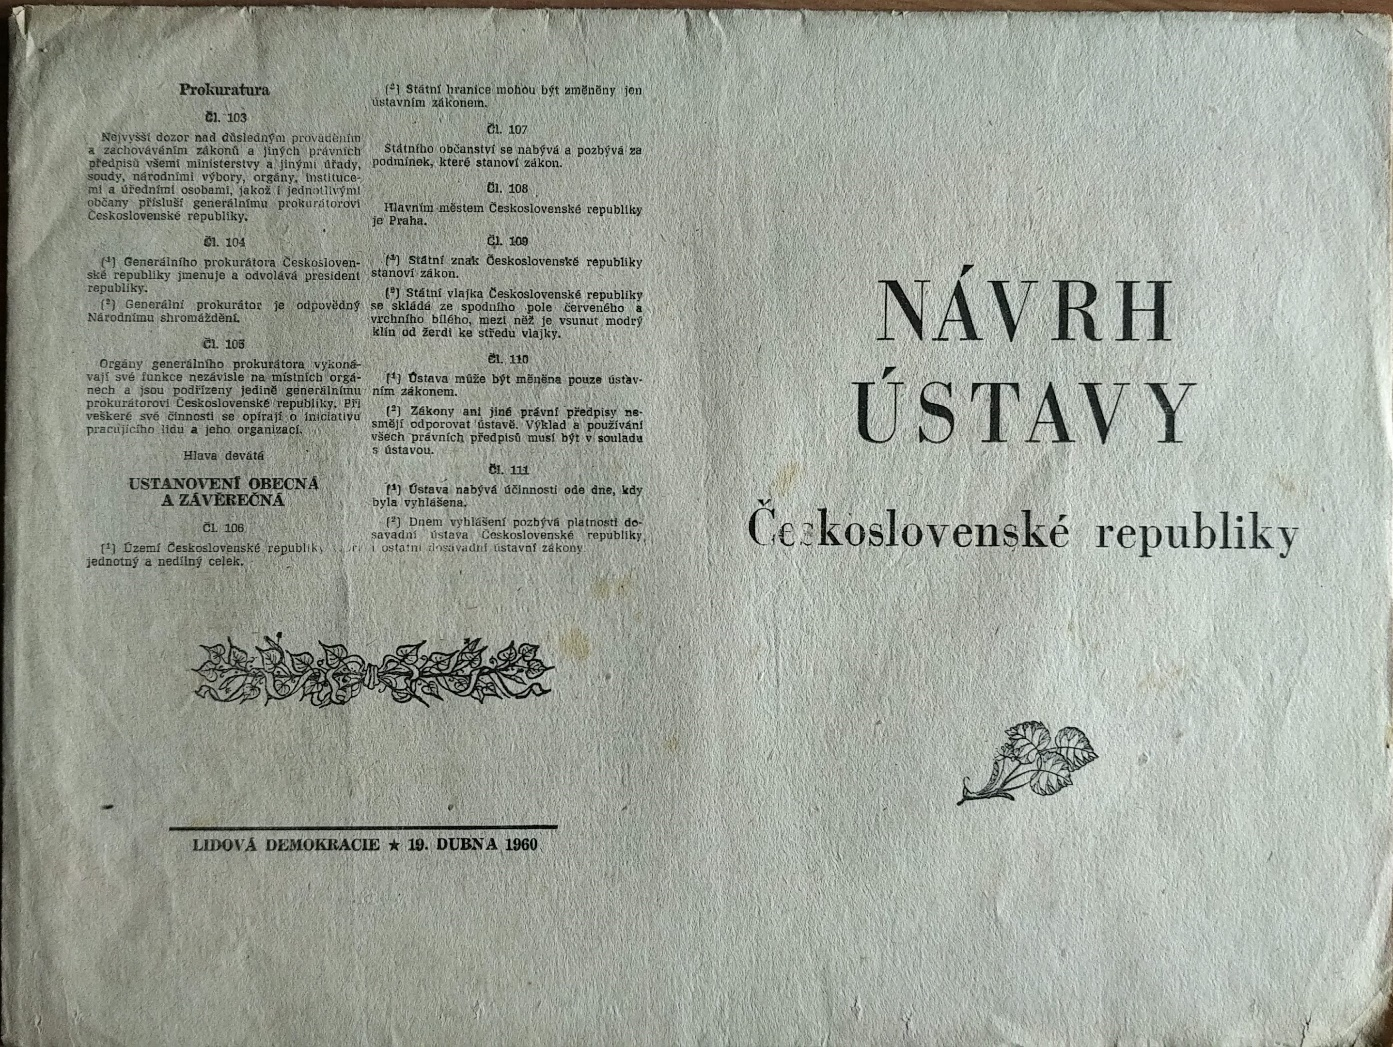 Prokuratura
Čl. 103
Nejvyšší dozor nad důsledným prováděním
a zachováváním zákonů a jiných právních
předpisů všemi ministerstvy a jinými úřady,
soudy, národními výbory, orgány, instituce-
mi a úředními osobami, jakož i jednotlivými
občany přísluší generálnímu prokurátorovi
Československé republiky.
Čl. 104
(¹) Generálního prokurátora Českosloven-
ské republiky jmenuje a odvolává president
republiky.
(²) Generální prokurátor je odpovědný
Národnímu shromáždění.
Čl. 105
Orgány generálního prokurátora vykoná-
vají své funkce nezávisle na místních orgá-
nech a jsou podřízeny jedině generálnímu
prokurátorovi Československé republiky. Při
veškeré své činnosti se opírají o iniciativu
pracujícího lidu a jeho organizací.
Hlava devátá
USTANOVENÍ OBECNÁ
A ZÁVĚREČNÁ
Čl. 106
(¹) Území Československé republiky tvoří
jednotný a nedílný celek.
(²) Státní hranice mohou být změněny jen
ústavním zákonem.
Čl. 107
Státního občanství se nabývá a pozbývá za
podmínek, které stanoví zákon.
Čl. 108
Hlavním městem Československé republiky
je Praha.
Čl. 109
(¹) Státní znak Československé republiky
stanoví zákon.
(²) Státní vlajka Československé republiky
se skládá ze spodního pole červeného a
vrchního bílého, mezi něž je vsunut modrý
klín od žerdi ke středu vlajky.
Čl. 110
(¹) Ústava může být měněna pouze ústav-
ním zákonem.
(²) Zákony ani jiné právní předpisy ne-
smějí odporovat ústavě. Výklad a používání
všech právních předpisů musí být v souladu
s ústavou.
Čl. 111
(¹) Ústava nabývá účinnosti ode dne, kdy
byla vyhlášena.
(²) Dnem vyhlášení pozbývá platnosti do-
savadní ústava Československé republiky
i ostatní dosavadní ústavní zákony.
LIDOVÁ DEMOKRACIE ★ 19. DUBNA 1960
NÁVRH
ÚSTAVY
Československé republiky